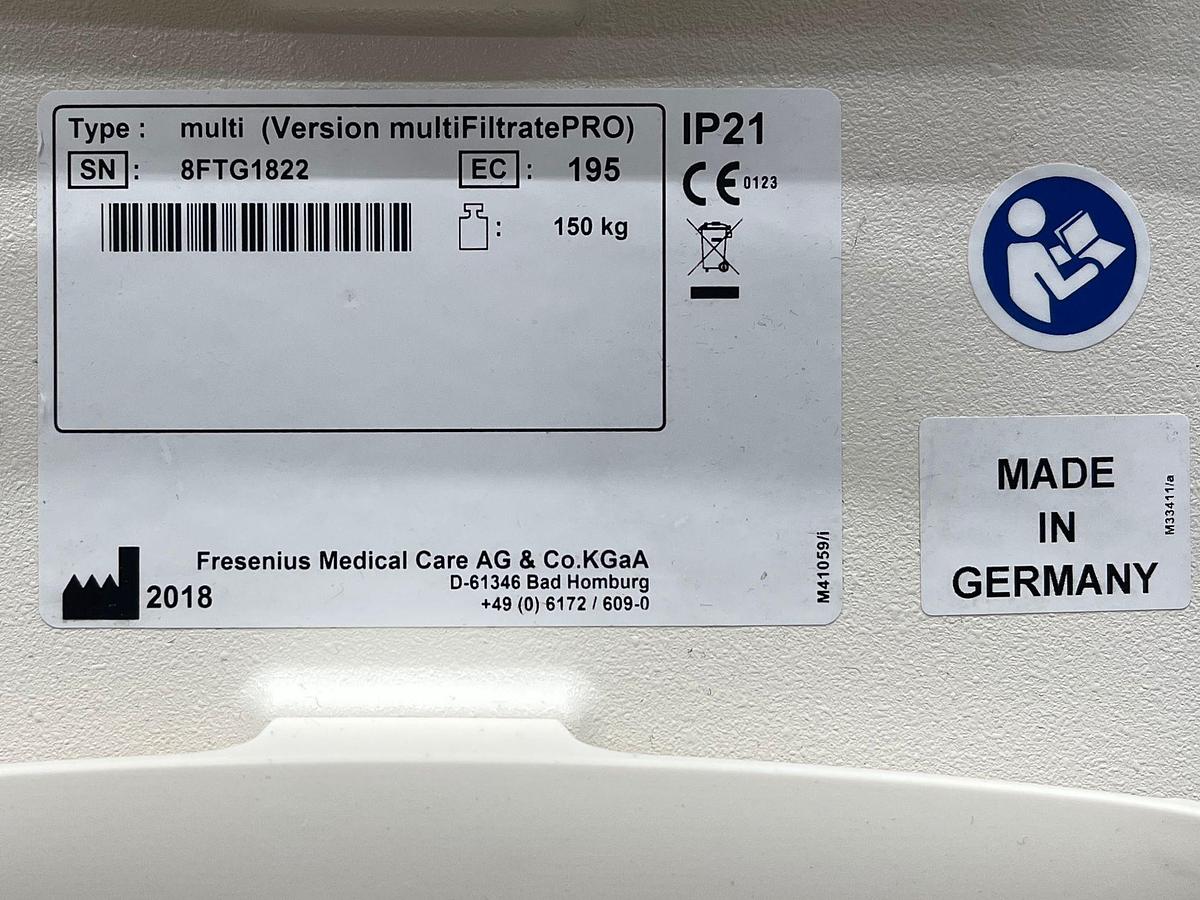 Type : multi (Version multiFiltratePRO)
SN : 8FTG1822 EC : 195
: 150 kg
IP21
CE 0123
Fresenius Medical Care AG & Co.KGaA
D-61346 Bad Homburg
2018
+49 (0) 6172 / 609-0
M41059/i
MADE
IN
GERMANY
M33411/a